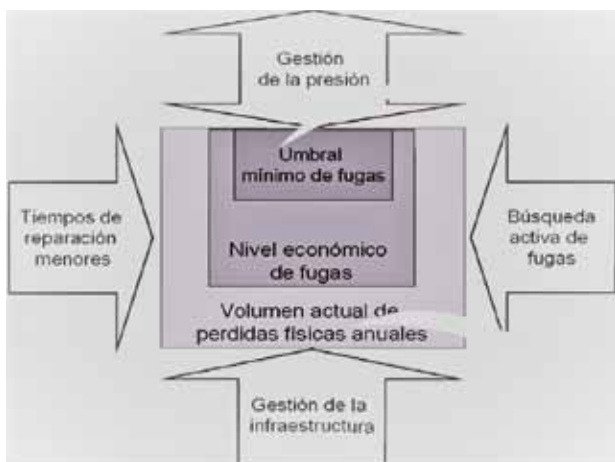 Gestión
de la presión
Umbral
mínimo de fugas
Tiempos de
reparación
menores
Búsqueda
activa de
fugas
Nivel económico
de fugas
Volumen actual de
perdidas físicas anuales
Gestión de la
infraestructura